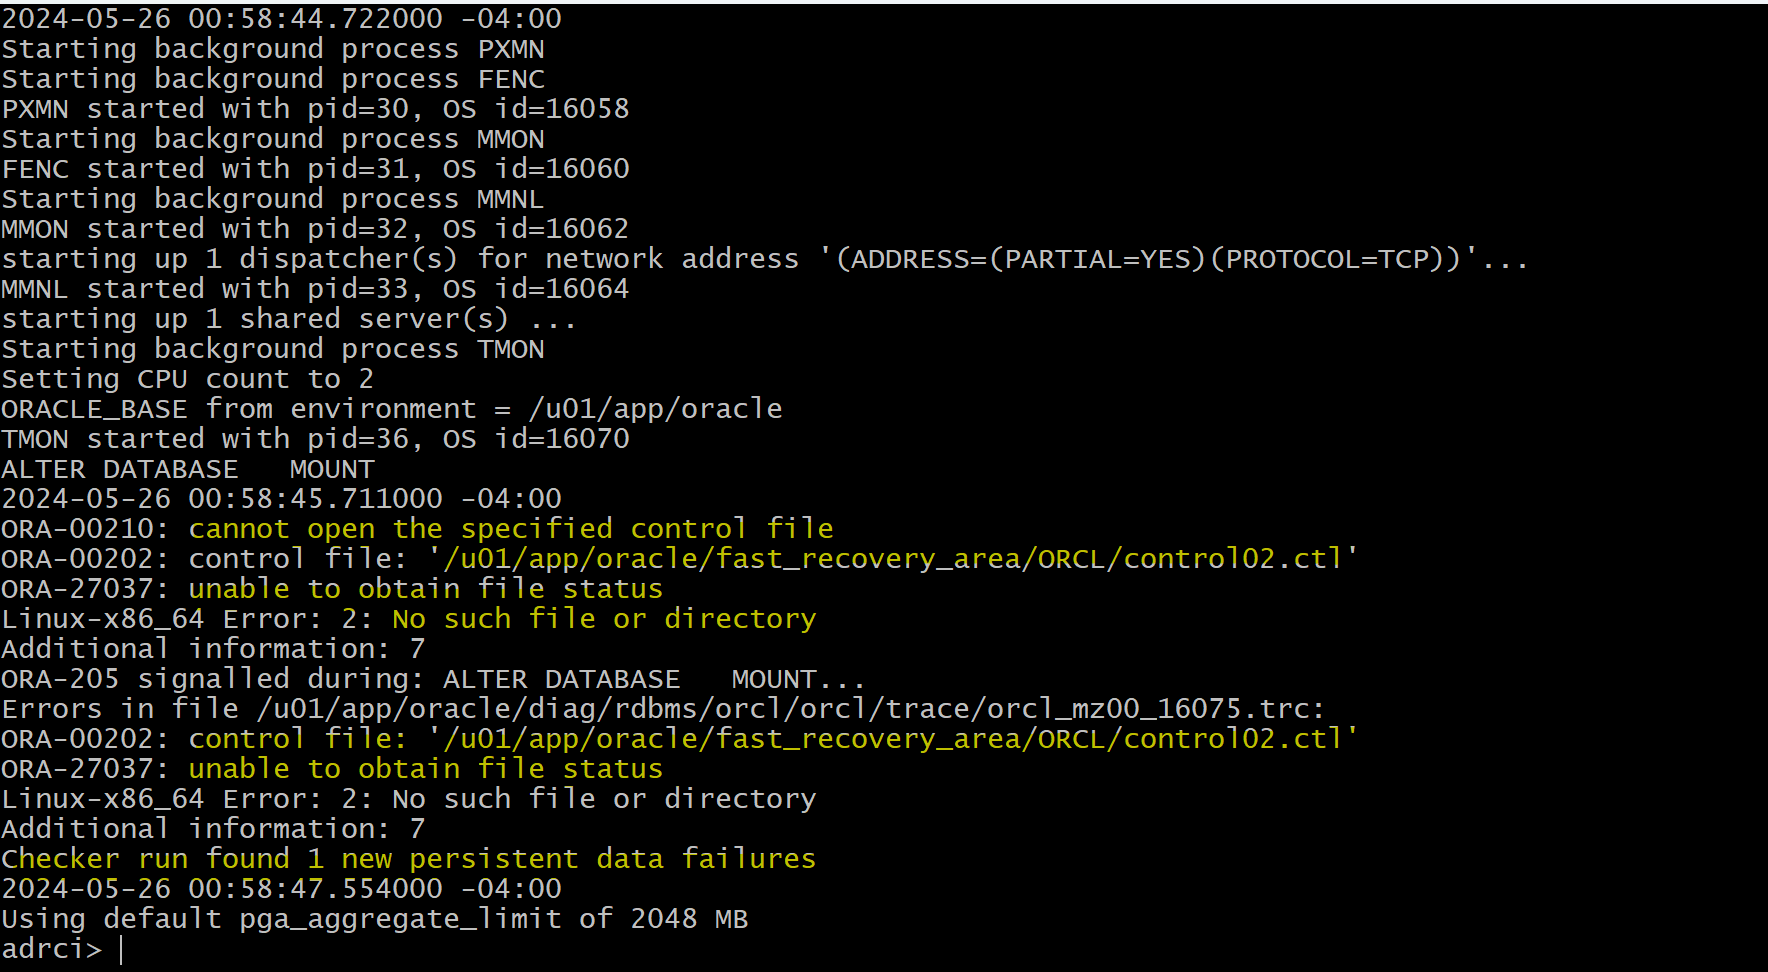 2024-05-26 00:58:44.722000 -04:00
Starting background process PXMN
Starting background process FENC
PXMN started with pid=30, OS id=16058
Starting background process MMON
FENC started with pid=31, OS id=16060
Starting background process MMNL
MMON started with pid=32, OS id=16062
starting up 1 dispatcher(s) for network address '(ADDRESS=(PARTIAL=YES)(PROTOCOL=TCP))'...
MMNL started with pid=33, OS id=16064
starting up 1 shared server(s) ...
Starting background process TMON
Setting CPU count to 2
ORACLE_BASE from environment = /u01/app/oracle
TMON started with pid=36, OS id=16070
ALTER DATABASE   MOUNT
2024-05-26 00:58:45.711000 -04:00
ORA-00210: cannot open the specified control file
ORA-00202: control file: '/u01/app/oracle/fast_recovery_area/ORCL/control02.ctl'
ORA-27037: unable to obtain file status
Linux-x86_64 Error: 2: No such file or directory
Additional information: 7
ORA-205 signalled during: ALTER DATABASE   MOUNT...
Errors in file /u01/app/oracle/diag/rdbms/orcl/orcl/trace/orcl_mz00_16075.trc:
ORA-00202: control file: '/u01/app/oracle/fast_recovery_area/ORCL/control02.ctl'
ORA-27037: unable to obtain file status
Linux-x86_64 Error: 2: No such file or directory
Additional information: 7
Checker run found 1 new persistent data failures
2024-05-26 00:58:47.554000 -04:00
Using default pga_aggregate_limit of 2048 MB
adrci>